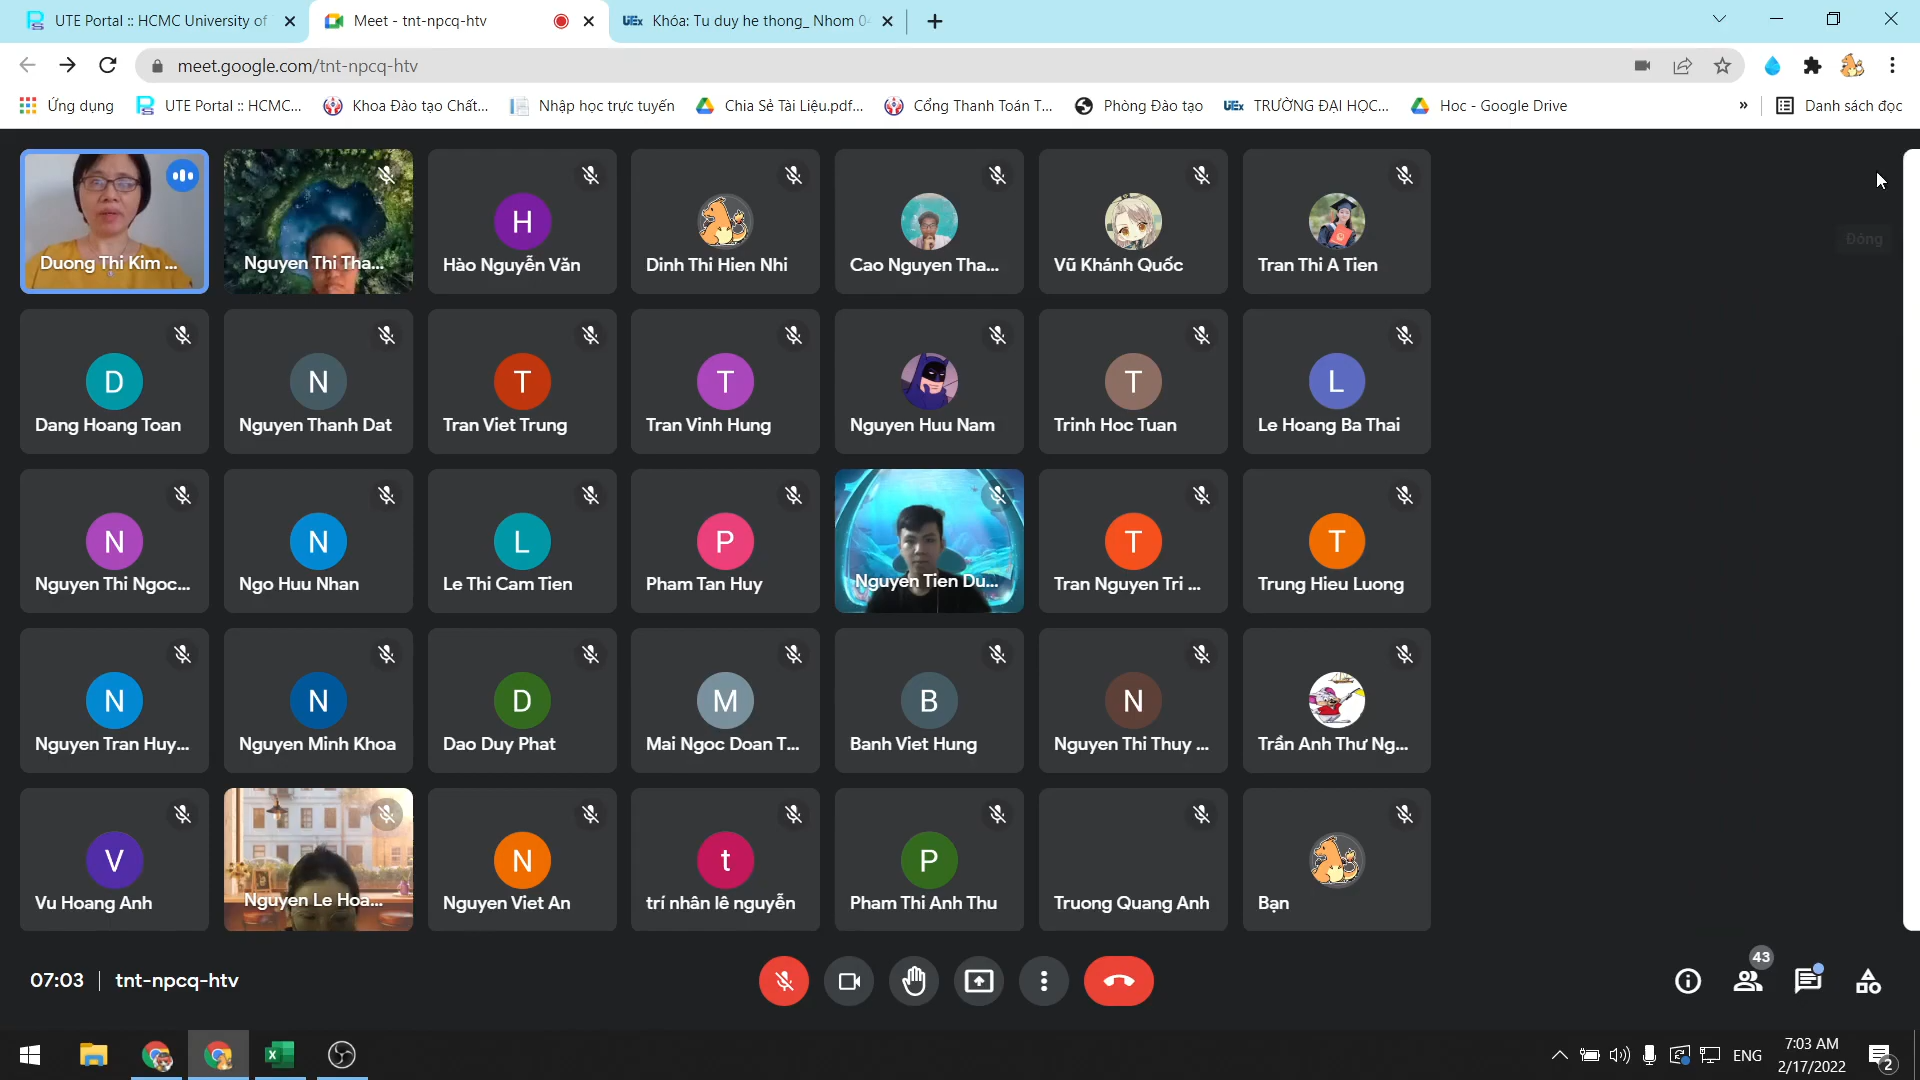 UTE Portal :: HCMC University of
Meet - tnt-npcq-htv
UEx Khóa: Tu duy he thong_ Nhom 0
meet.google.com/tnt-npcq-htv
Ứng dụng
UTE Portal :: HCMC...
Khoa Đào tạo Chất...
Nhập học trực tuyến
Chia Sẻ Tài Liệu.pdf...
Cổng Thanh Toán T...
Phòng Đào tạo
UEx TRƯỜNG ĐẠI HỌC...
Hoc - Google Drive
»
Danh sách đọc
Đóng
Duong Thi Kim ...
Nguyen Thi Tha...
H
Hào Nguyễn Văn
Dinh Thi Hien Nhi
Cao Nguyen Tha...
Vũ Khánh Quốc
Tran Thi A Tien
D
Dang Hoang Toan
N
Nguyen Thanh Dat
T
Tran Viet Trung
T
Tran Vinh Hung
Nguyen Huu Nam
T
Trinh Hoc Tuan
L
Le Hoang Ba Thai
N
Nguyen Thi Ngoc...
N
Ngo Huu Nhan
L
Le Thi Cam Tien
P
Pham Tan Huy
Nguyen Tien Du...
T
Tran Nguyen Tri ...
T
Trung Hieu Luong
N
Nguyen Tran Huy...
N
Nguyen Minh Khoa
D
Dao Duy Phat
M
Mai Ngoc Doan T...
B
Banh Viet Hung
N
Nguyen Thi Thuy ...
Trần Anh Thư Ng...
V
Vu Hoang Anh
Nguyen Le Hoa...
N
Nguyen Viet An
t
trí nhân lê nguyễn
P
Pham Thi Anh Thu
Truong Quang Anh
Bạn
07:03 | tnt-npcq-htv
43
ENG
7:03 AM
2/17/2022
2